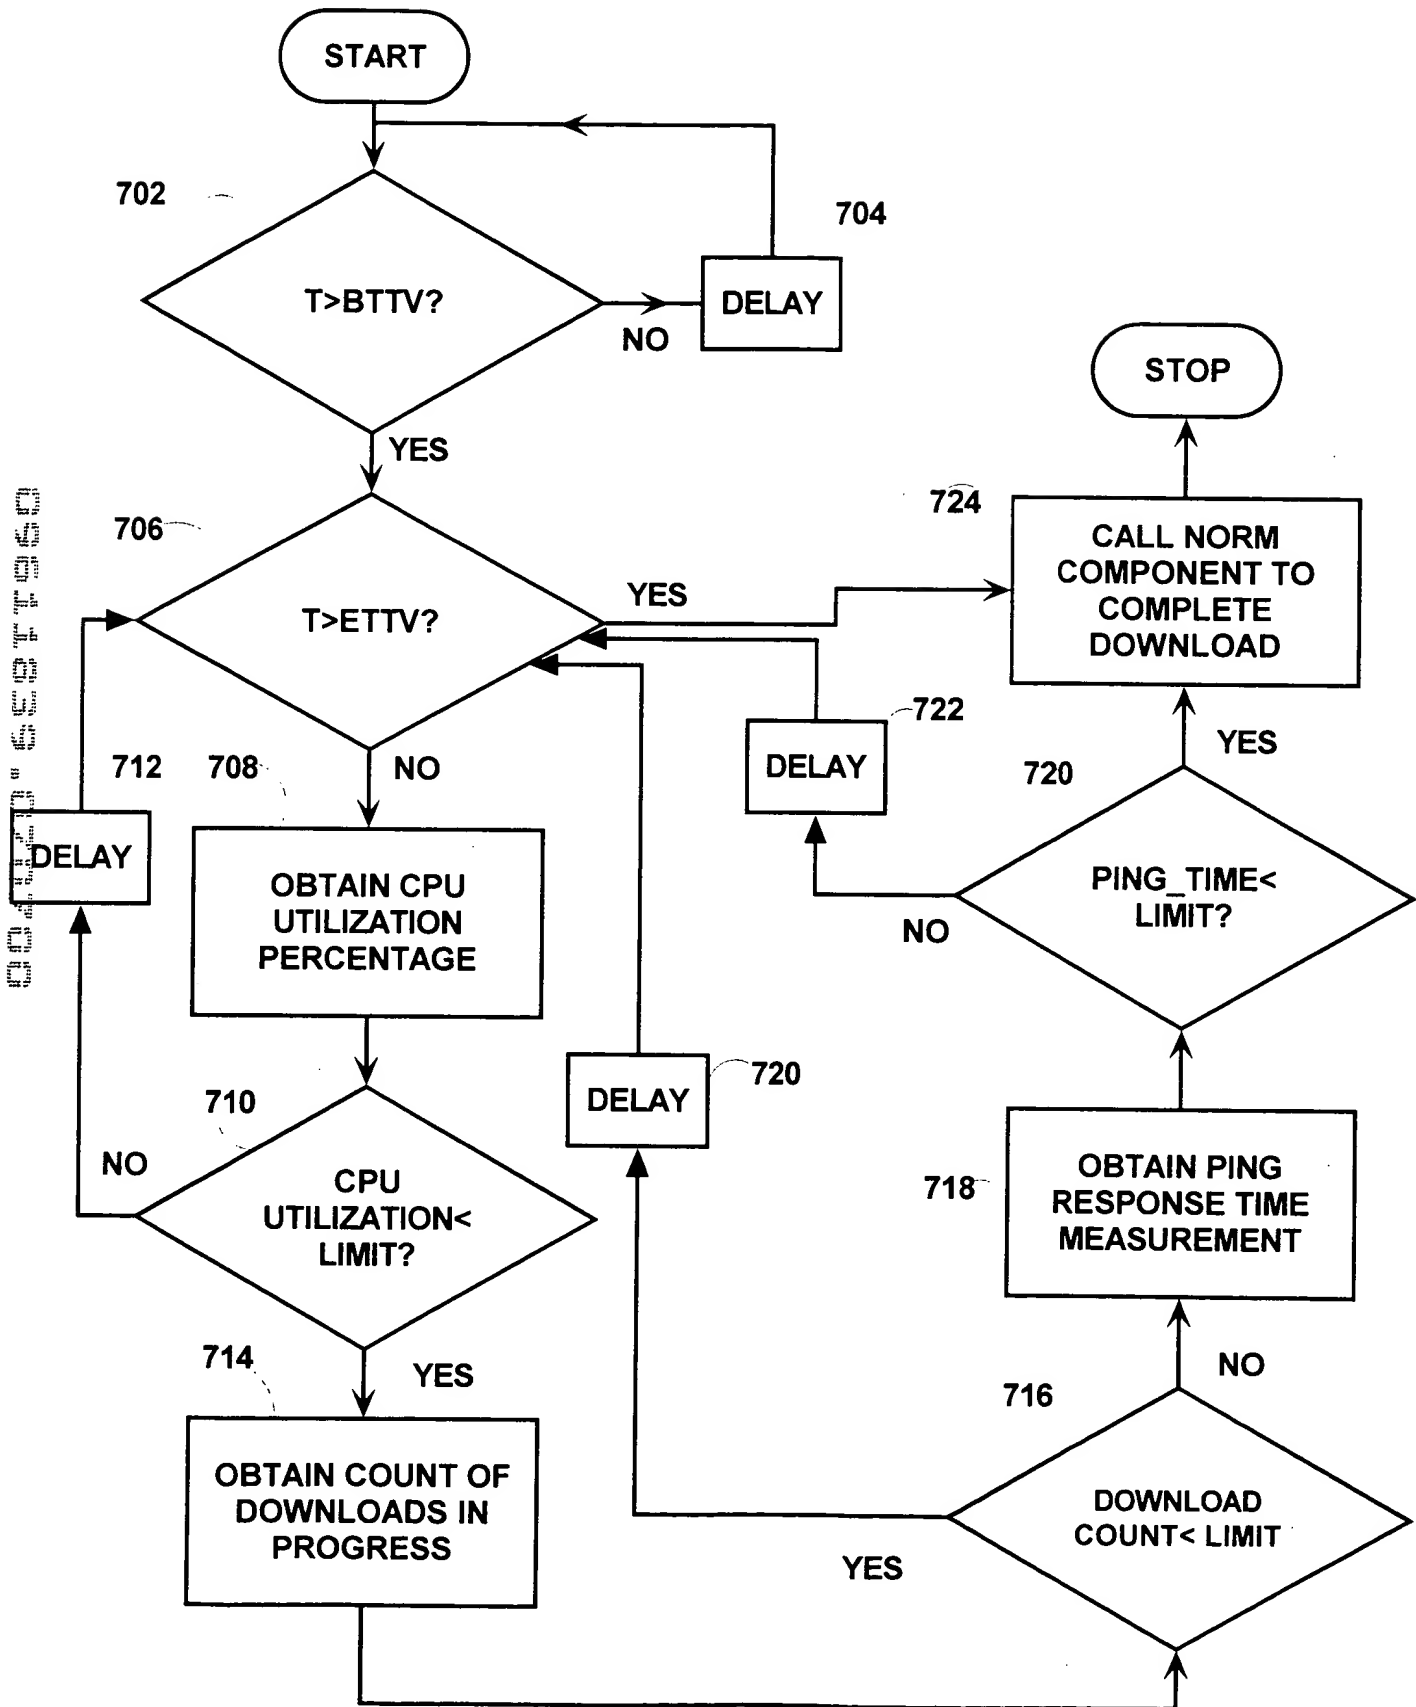 START
702
704
T>BTTV?
DELAY
NO
STOP
YES
724
706
CALL NORM
COMPONENT TO
COMPLETE
DOWNLOAD
YES
T>ETTV?
722
712
708
NO
DELAY
720
YES
DELAY
OBTAIN CPU
UTILIZATION
PERCENTAGE
PING_TIME<
LIMIT?
NO
DELAY
720
710
NO
CPU
UTILIZATION<
LIMIT?
718
OBTAIN PING
RESPONSE TIME
MEASUREMENT
714
YES
NO
716
OBTAIN COUNT OF
DOWNLOADS IN
PROGRESS
DOWNLOAD
COUNT< LIMIT
YES